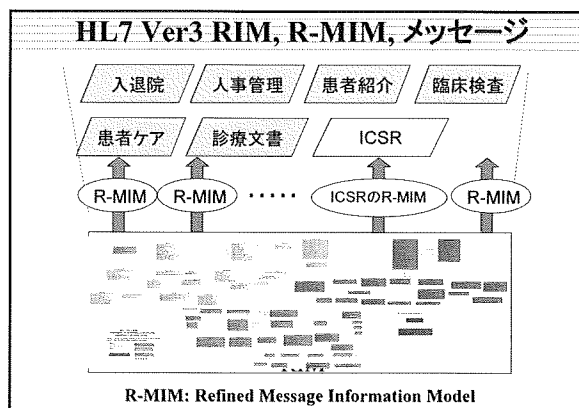 HL7 Ver3 RIM, R-MIM, メッセージ
入退院 人事管理 患者紹介 臨床検査
患者ケア 診療文書 ICSR
R-MIM R-MIM ・・・・・ ICSRのR-MIM R-MIM
R-MIM: Refined Message Information Model